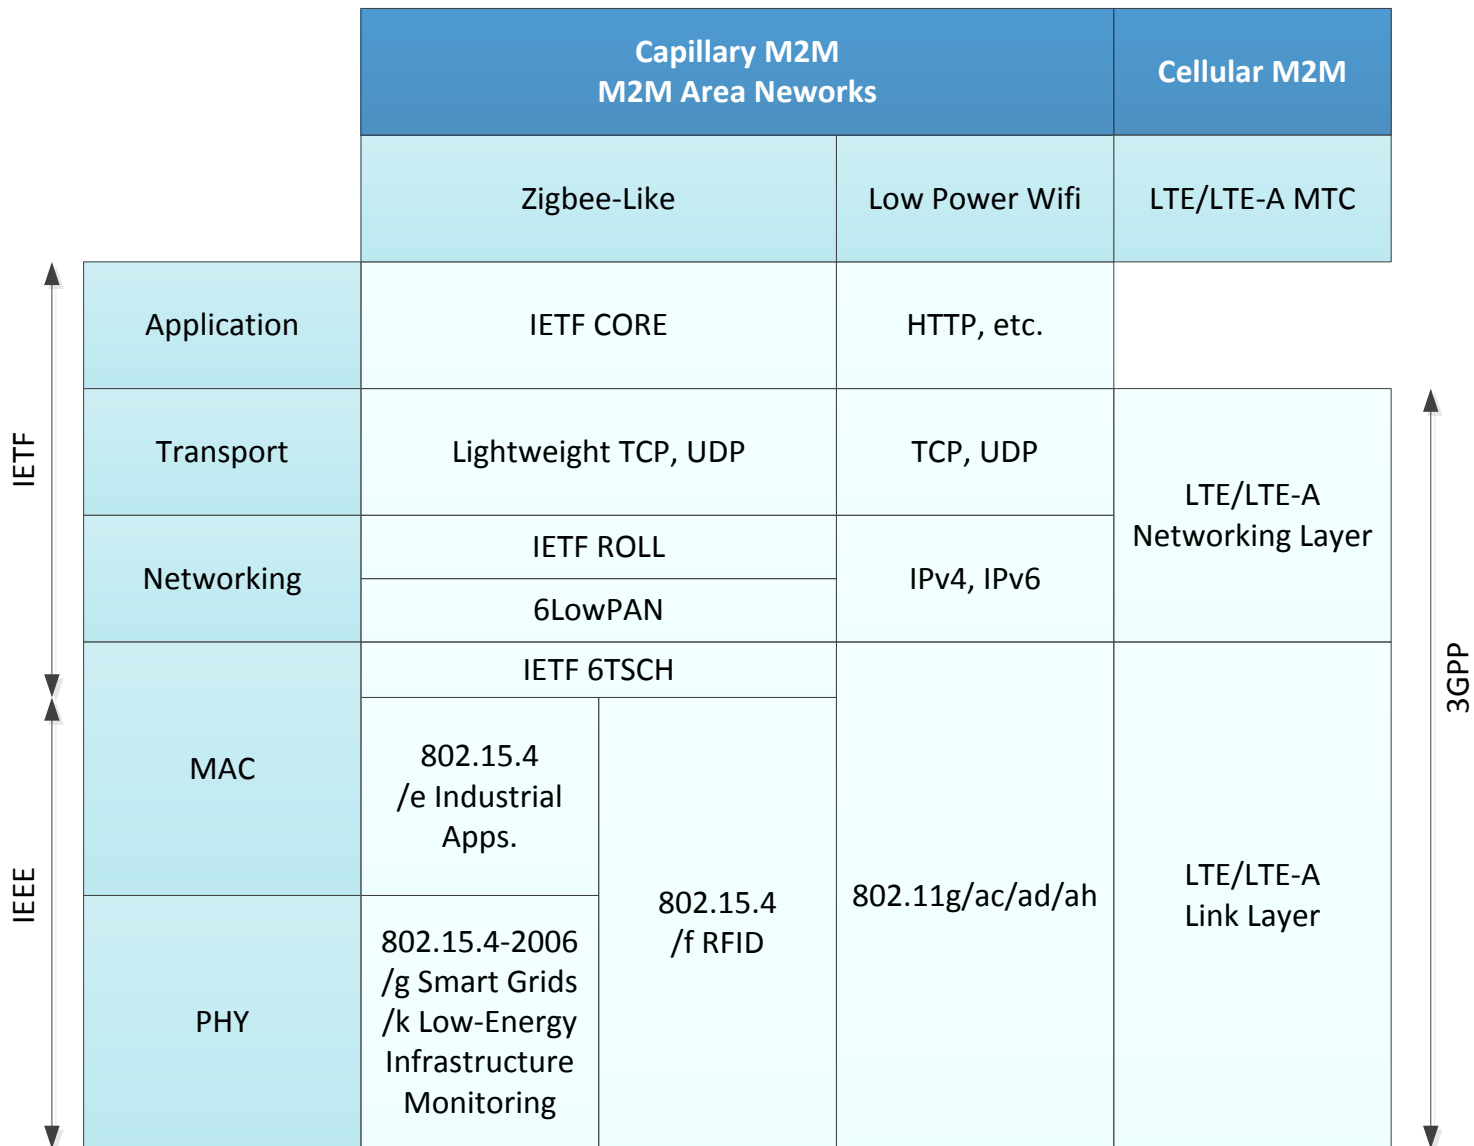 Capillary M2M
M2M Area Neworks
Cellular M2M
Zigbee-Like
Low Power Wifi
LTE/LTE-A MTC
IETF
Application
IETF CORE
HTTP, etc.
Transport
Lightweight TCP, UDP
TCP, UDP
LTE/LTE-A
Networking Layer
Networking
IETF ROLL
6LowPAN
IPv4, IPv6
3GPP
IEEE
MAC
IETF 6TSCH
802.15.4
/e Industrial
Apps.
802.15.4
/f RFID
802.11g/ac/ad/ah
LTE/LTE-A
Link Layer
PHY
802.15.4-2006
/g Smart Grids
/k Low-Energy
Infrastructure
Monitoring